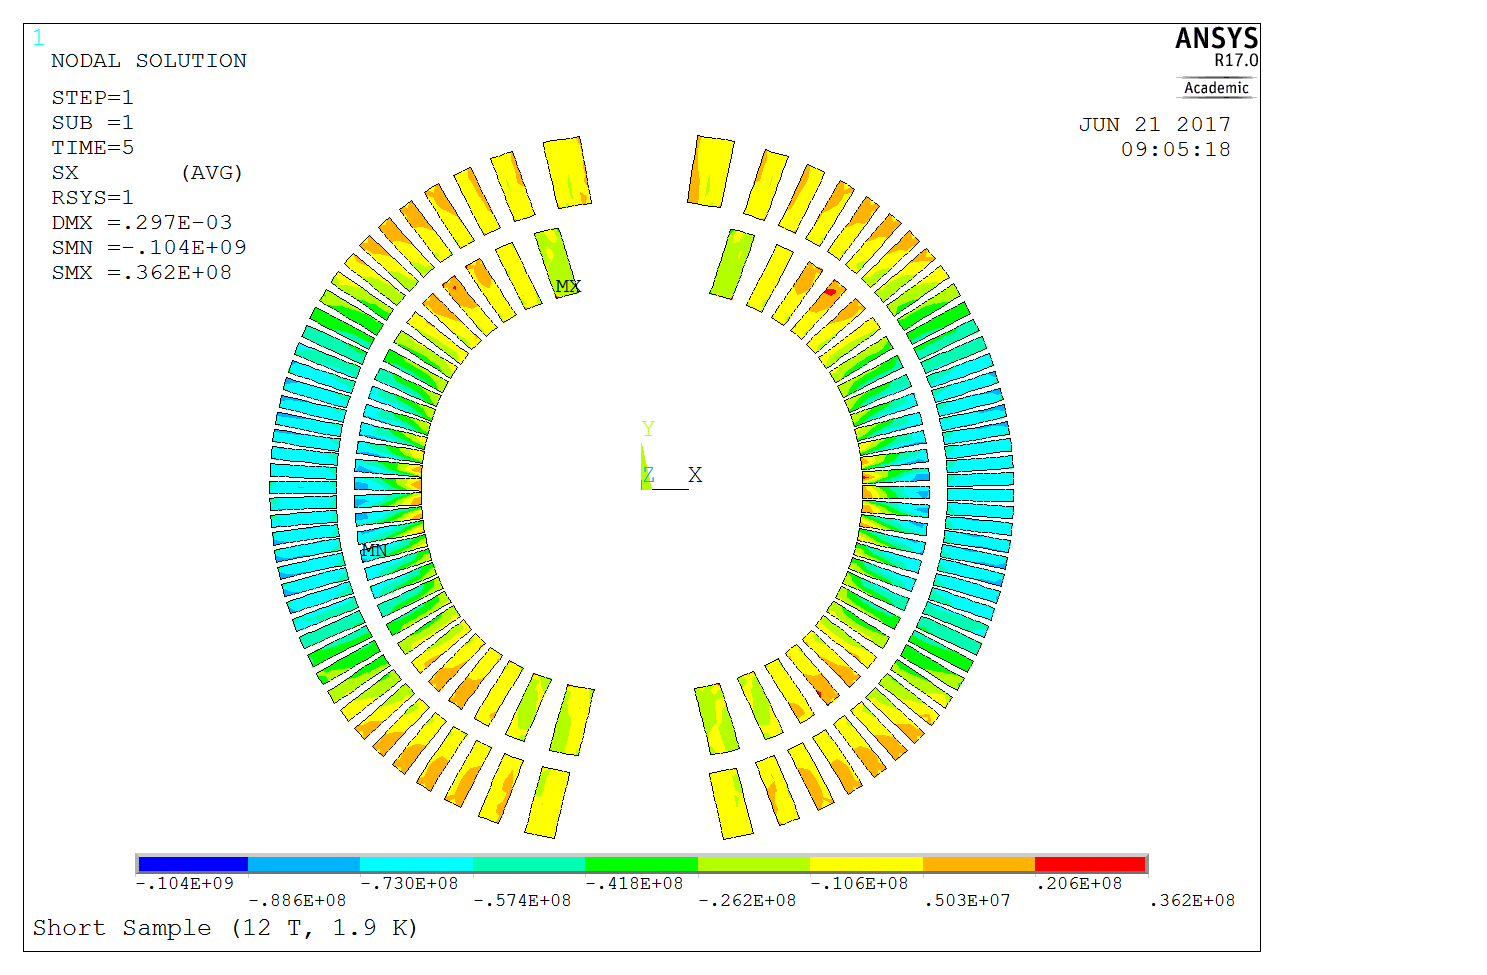 1
ANSYS
R17.0
Academic
NODAL SOLUTION
STEP=1
SUB =1
TIME=5
SX (AVG)
RSYS=1
DMX =.297E-03
SMN =-.104E+09
SMX =.362E+08
JUN 21 2017
09:05:18
MX
Y
Z X
MN
-.104E+09
-.886E+08
-.730E+08
-.574E+08
-.418E+08
-.262E+08
-.106E+08
.503E+07
.206E+08
.362E+08
Short Sample (12 T, 1.9 K)